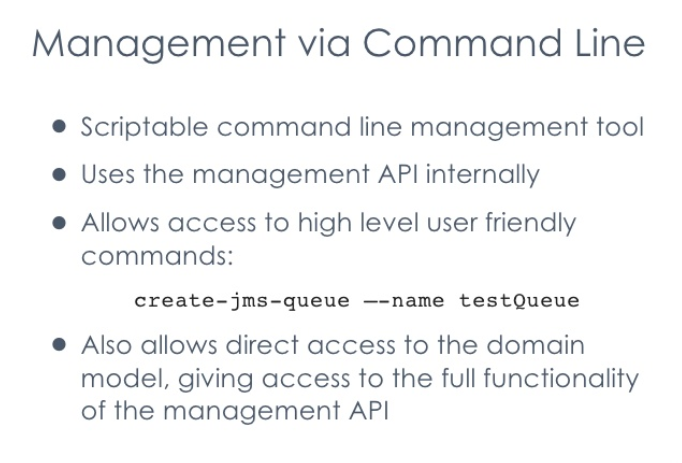 Management via Command Line
● Scriptable command line management tool
● Uses the management API internally
● Allows access to high level user friendly
commands:
create-jms-queue —-name testQueue
● Also allows direct access to the domain
model, giving access to the full functionality
of the management API